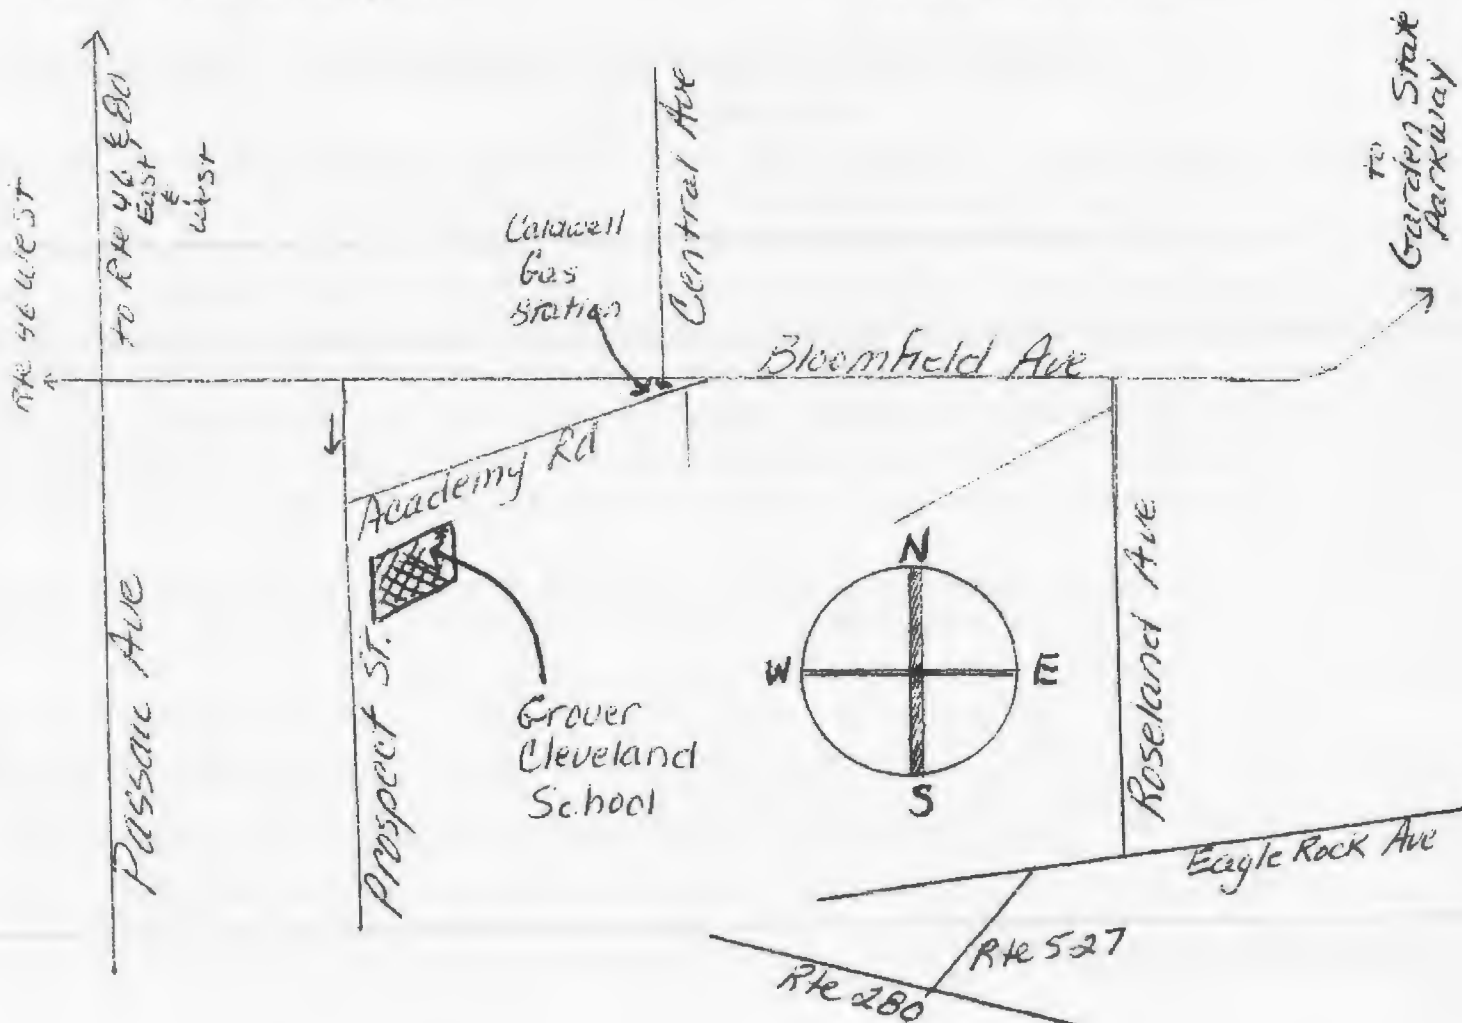 Rte 46 West
to Rte 46 & 80
East
&
West
Caldwell
Gas
Station
Central Ave
To
Garden State
Parkway
Bloomfield Ave
Academy Rd
Passaic Ave
Prospect St.
Grover
Cleveland
School
N
W
E
S
Roseland Ave
Eagle Rock Ave
Rte 527
Rte 280